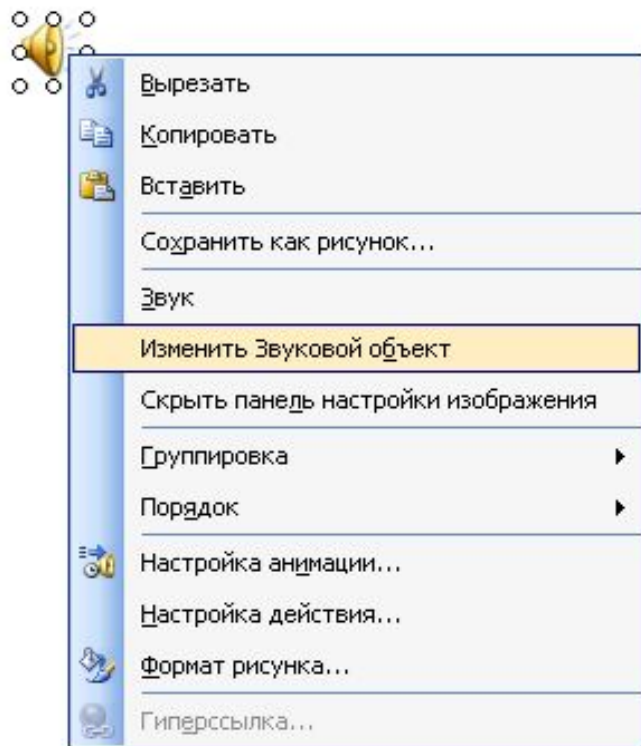 Вырезать
Копировать
Вставить
Сохранить как рисунок...
Звук
Изменить Звуковой объект
Скрыть панель настройки изображения
Группировка
Порядок
Настройка анимации...
Настройка действия...
Формат рисунка...
Гиперссылка...